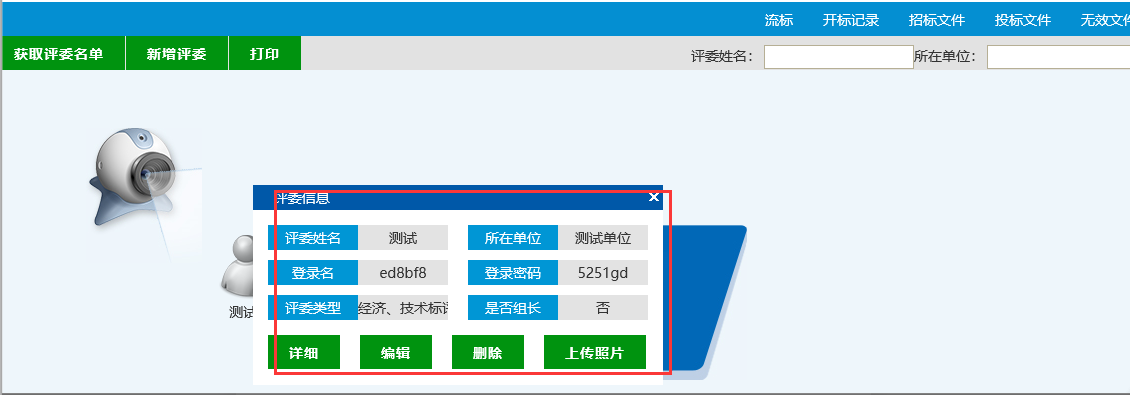 流标 开标记录 招标文件 投标文件 无效文件
获取评委名单 新增评委 打印 评委姓名： 所在单位：
评委信息
评委姓名 测试 所在单位 测试单位
登录名 ed8bf8 登录密码 5251gd
测试
评委类型 经济、技术标评 是否组长 否
详细 编辑 删除 上传照片